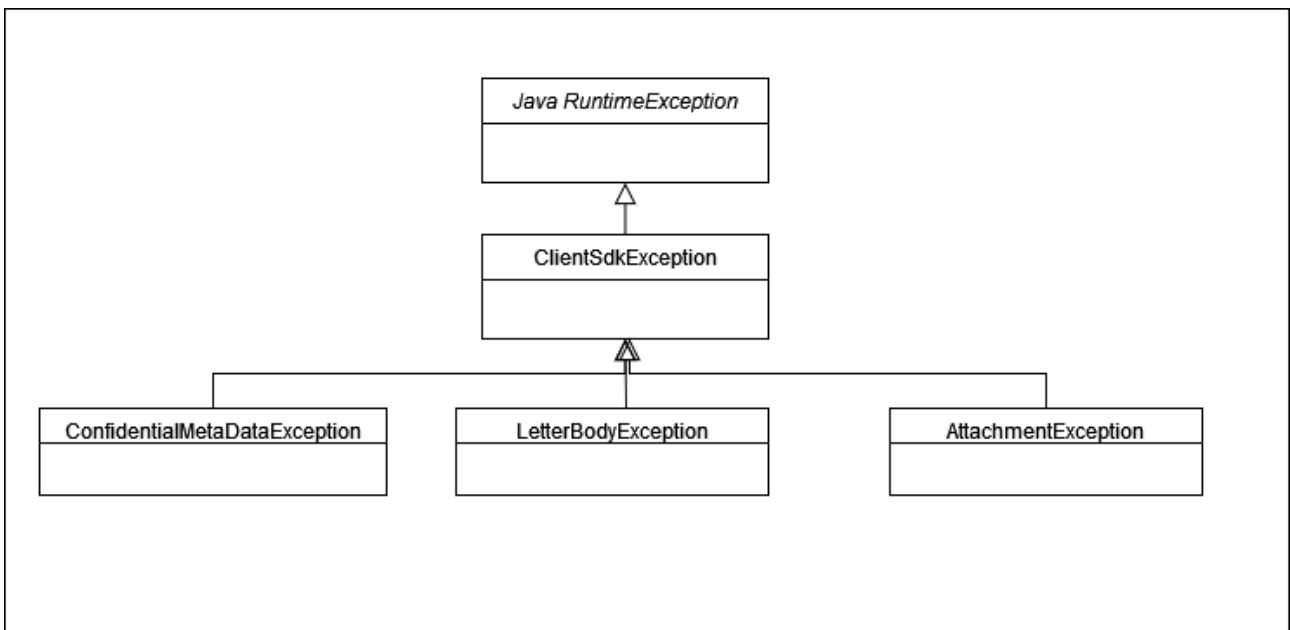 Java RuntimeException
ClientSdkException
ConfidentialMetaDataException
LetterBodyException
AttachmentException